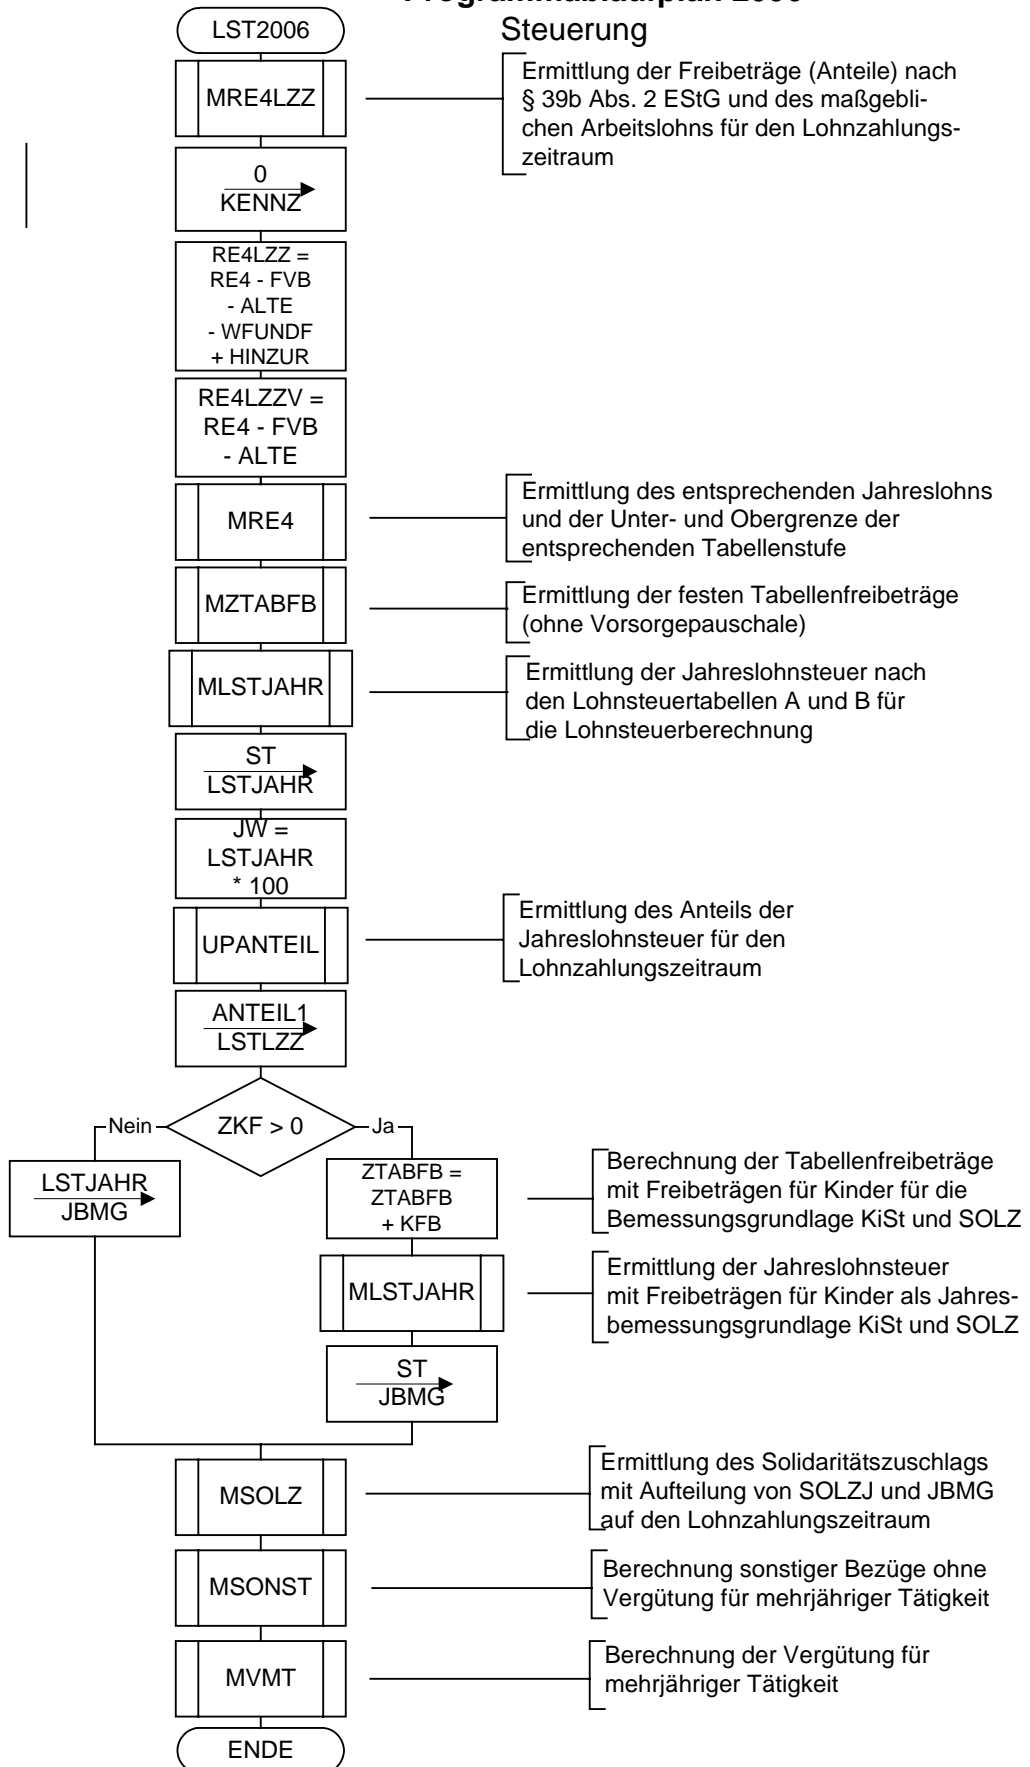 Programmablaufplan 2006
Steuerung
LST2006
MRE4LZZ
Ermittlung der Freibeträge (Anteile) nach
§ 39b Abs. 2 EStG und des maßgebli-
chen Arbeitslohns für den Lohnzahlungs-
zeitraum
0
KENNZ
RE4LZZ =
RE4 - FVB
- ALTE
- WFUNDF
+ HINZUR
RE4LZZV =
RE4 - FVB
- ALTE
MRE4
Ermittlung des entsprechenden Jahreslohns
und der Unter- und Obergrenze der
entsprechenden Tabellenstufe
MZTABFB
Ermittlung der festen Tabellenfreibeträge
(ohne Vorsorgepauschale)
MLSTJAHR
Ermittlung der Jahreslohnsteuer nach
den Lohnsteuertabellen A und B für
die Lohnsteuerberechnung
ST
LSTJAHR
JW =
LSTJAHR
* 100
UPANTEIL
Ermittlung des Anteils der
Jahreslohnsteuer für den
Lohnzahlungszeitraum
ANTEIL1
LSTLZZ
Nein
ZKF > 0
Ja
LSTJAHR
JBMG
ZTABFB =
ZTABFB
+ KFB
Berechnung der Tabellenfreibeträge
mit Freibeträgen für Kinder für die
Bemessungsgrundlage KiSt und SOLZ
MLSTJAHR
Ermittlung der Jahreslohnsteuer
mit Freibeträgen für Kinder als Jahres-
bemessungsgrundlage KiSt und SOLZ
ST
JBMG
MSOLZ
Ermittlung des Solidaritätszuschlags
mit Aufteilung von SOLZJ und JBMG
auf den Lohnzahlungszeitraum
MSONST
Berechnung sonstiger Bezüge ohne
Vergütung für mehrjähriger Tätigkeit
MVMT
Berechnung der Vergütung für
mehrjähriger Tätigkeit
ENDE